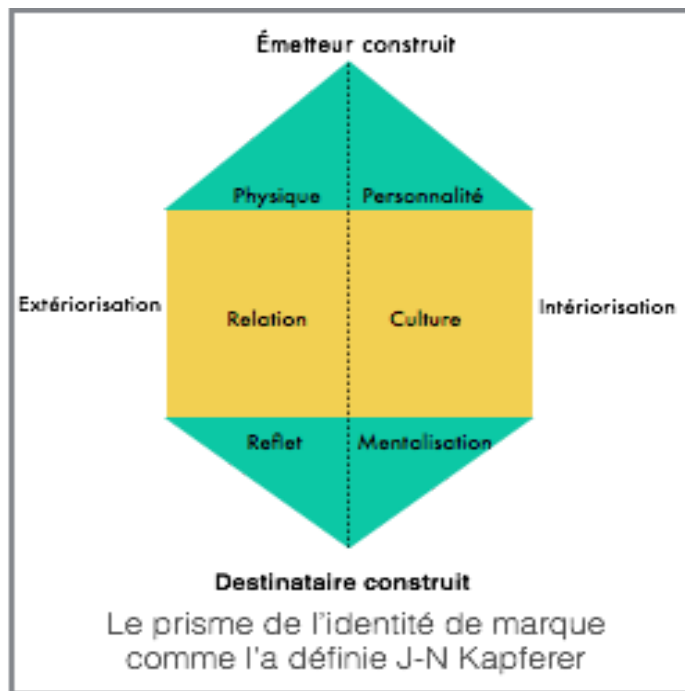 Émetteur construit
Physique
Personnalité
Extériorisation
Relation
Culture
Intériorisation
Reflet
Mentalisation
Destinataire construit
Le prisme de l'identité de marque
comme l'a définie J-N Kapferer